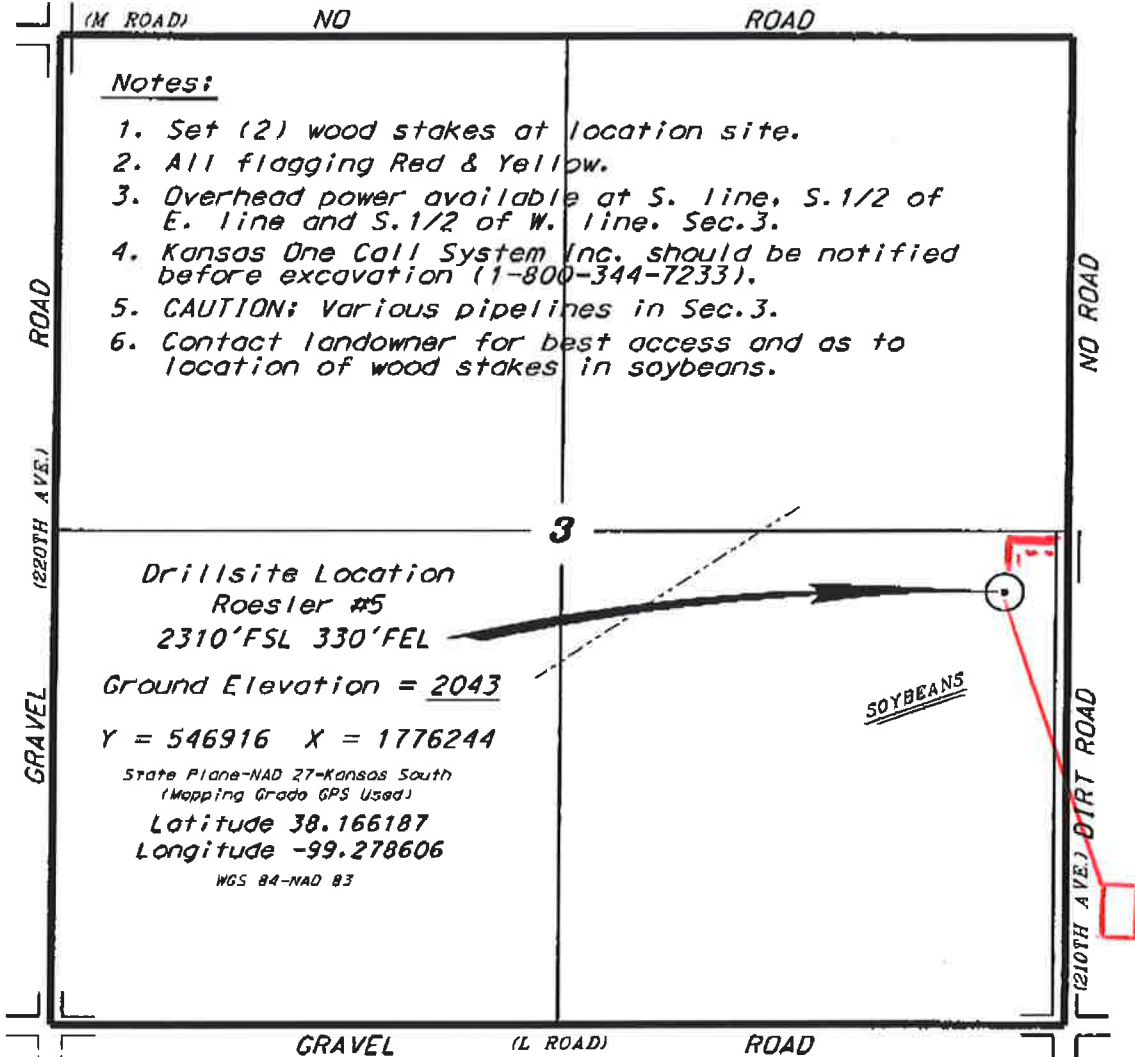 (M ROAD) NO ROAD
Notes:
1. Set (2) wood stakes at location site.
2. All flagging Red & Yellow.
3. Overhead power available at S. line, S.1/2 of
E. line and S.1/2 of W. line. Sec.3.
4. Kansas One Call System Inc. should be notified
before excavation (1-800-344-7233).
5. CAUTION: Various pipelines in Sec.3.
6. Contact landowner for best access and as to
location of wood stakes in soybeans.
ROAD
(220TH AVE.)
GRAVEL
NO ROAD
3
Drillsite Location
Roesler #5
2310'FSL 330'FEL
Ground Elevation = 2043
Y = 546916 X = 1776244
State Plane-NAD 27-Kansas South
(Mapping Grade GPS Used)
Latitude 38.166187
Longitude -99.278606
WGS 84-NAD 83
SOYBEANS
(210TH AVE.) DIRT ROAD
GRAVEL (L ROAD) ROAD